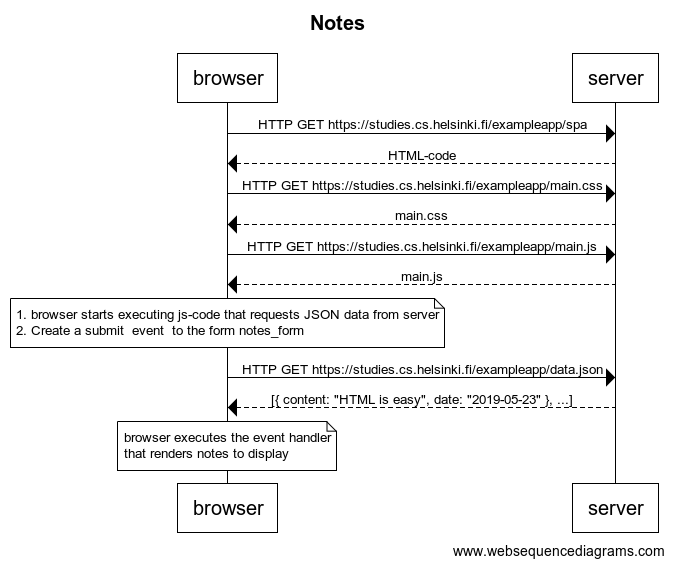 Notes
browser
server
HTTP GET https://studies.cs.helsinki.fi/exampleapp/spa
HTML-code
HTTP GET https://studies.cs.helsinki.fi/exampleapp/main.css
main.css
HTTP GET https://studies.cs.helsinki.fi/exampleapp/main.js
main.js
1. browser starts executing js-code that requests JSON data from server
2. Create a submit  event  to the form notes_form
HTTP GET https://studies.cs.helsinki.fi/exampleapp/data.json
[{ content: "HTML is easy", date: "2019-05-23" }, ...]
browser executes the event handler
that renders notes to display
browser
server
www.websequencediagrams.com